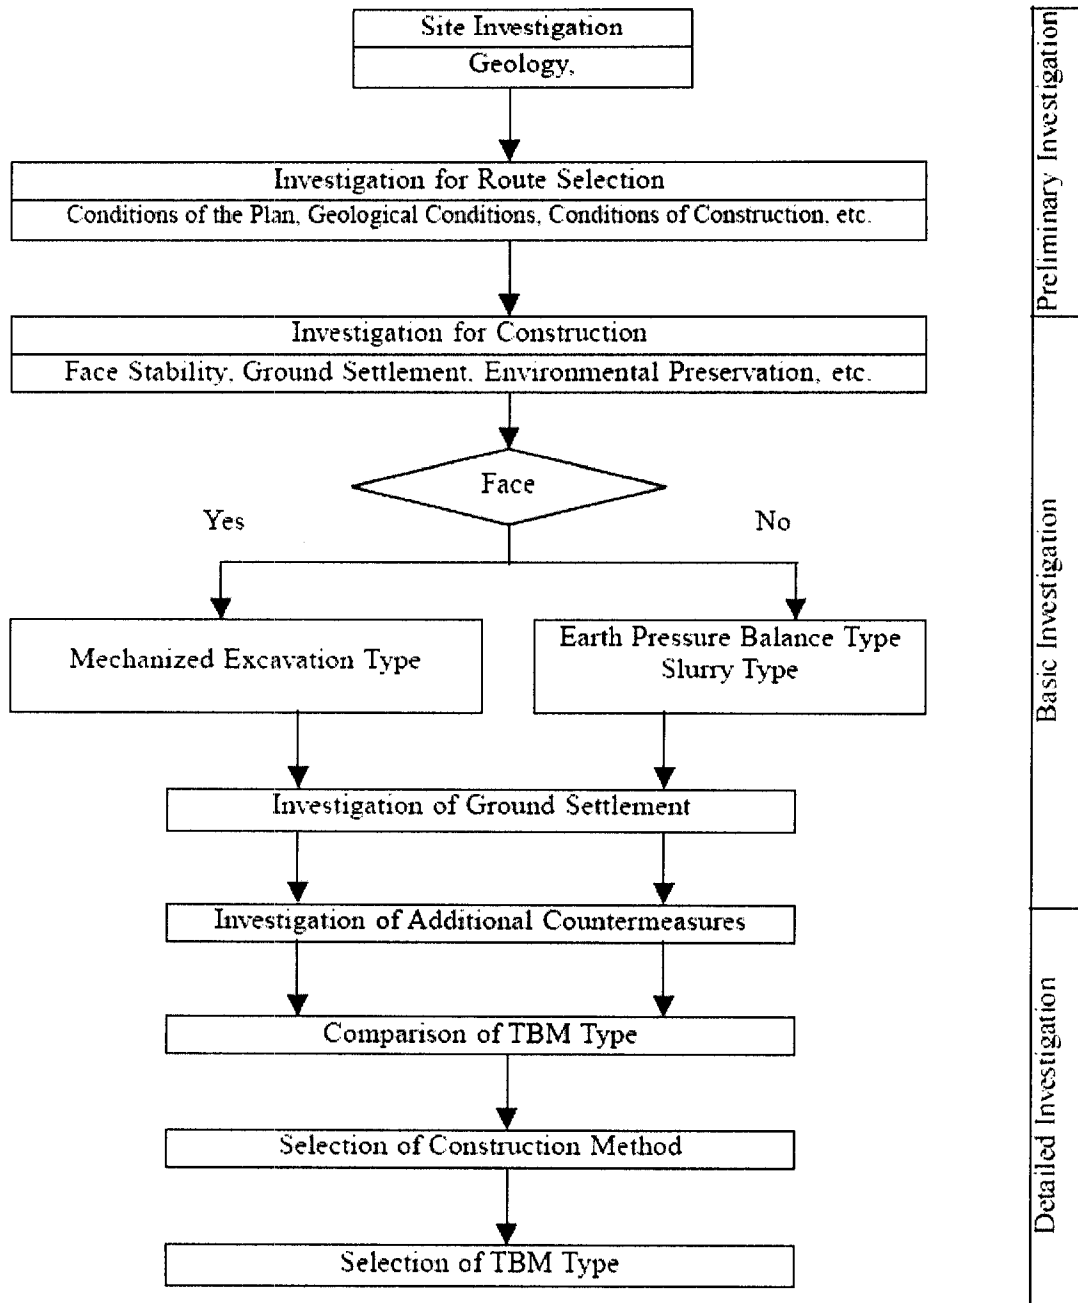 Site Investigation
Geology,
Investigation for Route Selection
Conditions of the Plan, Geological Conditions, Conditions of Construction, etc.
Investigation for Construction
Face Stability, Ground Settlement, Environmental Preservation, etc.
Face
Yes
No
Mechanized Excavation Type
Earth Pressure Balance Type
Slurry Type
Investigation of Ground Settlement
Investigation of Additional Countermeasures
Comparison of TBM Type
Selection of Construction Method
Selection of TBM Type
Preliminary Investigation
Basic Investigation
Detailed Investigation